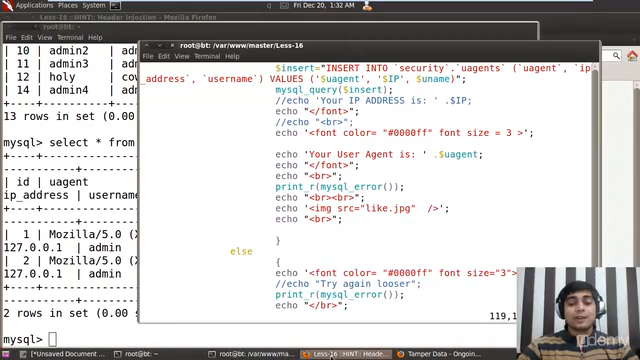 Applications Places System Fri Dec 20, 1:32 AM
Less-16 ::HINT: Header Injection - Mozilla Firefox
File Edit View
root@bt: ~
File Edit View Terminal
root@bt: /var/www/master/Less-16
File Edit View Terminal Help
| 10 | admin2
| 11 | admin3
| 12 | holy
| 14 | admin4
13 rows in set (0.00
mysql> select * from
| id | uagent
ip_address | username
| 1 | Mozilla/5.0 (X
127.0.0.1 | admin
| 2 | Mozilla/5.0 (X
127.0.0.1 | admin
2 rows in set (0.00 s
mysql>
$insert="INSERT INTO `security`.`uagents` (`uagent`, `ip_address`, `username`) VALUES ('$uagent', '$IP', $uname)";
mysql_query($insert);
//echo 'Your IP ADDRESS is: ' .$IP;
echo "</font>";
//echo "<br>";
echo '<font color= "#0000ff" font size = 3 >';
echo 'Your User Agent is: ' .$uagent;
echo "</font>";
echo "<br>";
print_r(mysql_error());
echo "<br><br>";
echo '<img src="like.jpg" />';
echo "<br>";
}
else
{
echo '<font color= "#0000ff" font size="3">
//echo "Try again looser";
print_r(mysql_error());
echo "</br>";
119,1
udemy
*Unsaved Document root@bt: ~ root@bt: /var/www/ma Less-16 ::HINT: Heade Tamper Data - Ongoin